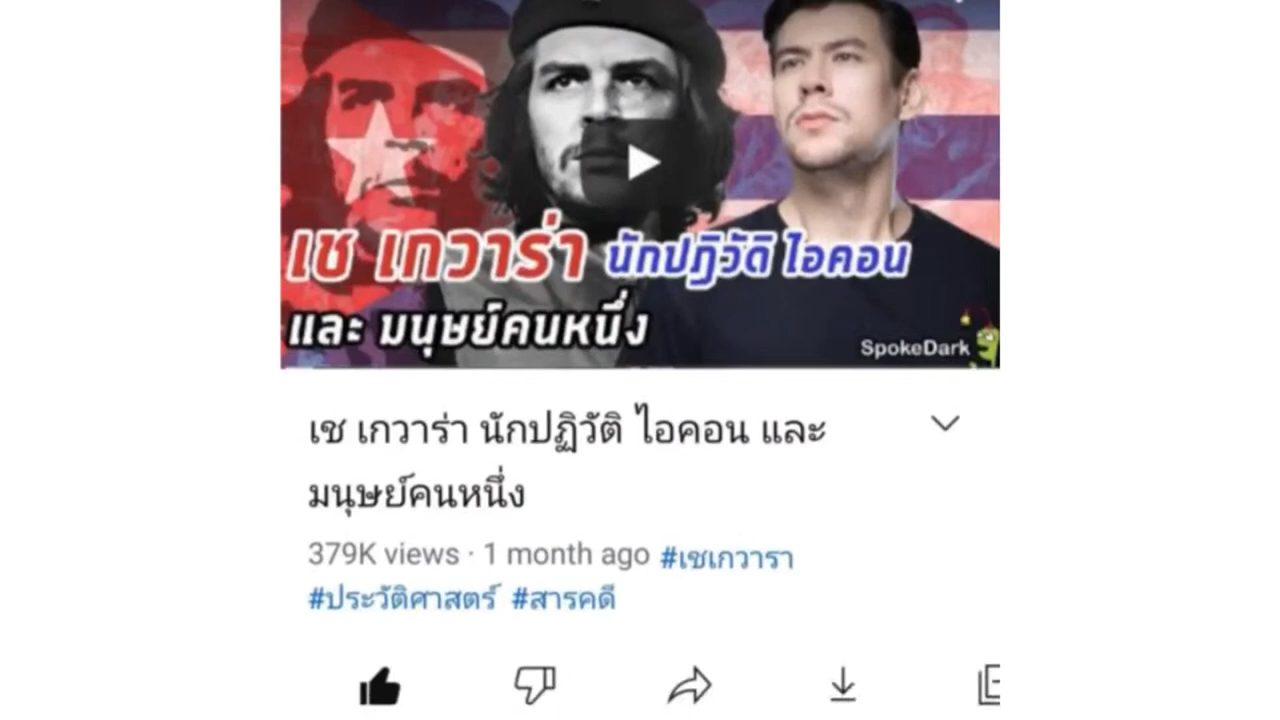 เช เกวาร่า นักปฏิวัติ ไอคอน
และ มนุษย์คนหนึ่ง
SpokeDark
เช เกวาร่า นักปฏิวัติ ไอคอน และ
มนุษย์คนหนึ่ง
379K views · 1 month ago #เชเกวารา
#ประวัติศาสตร์ #สารคดี